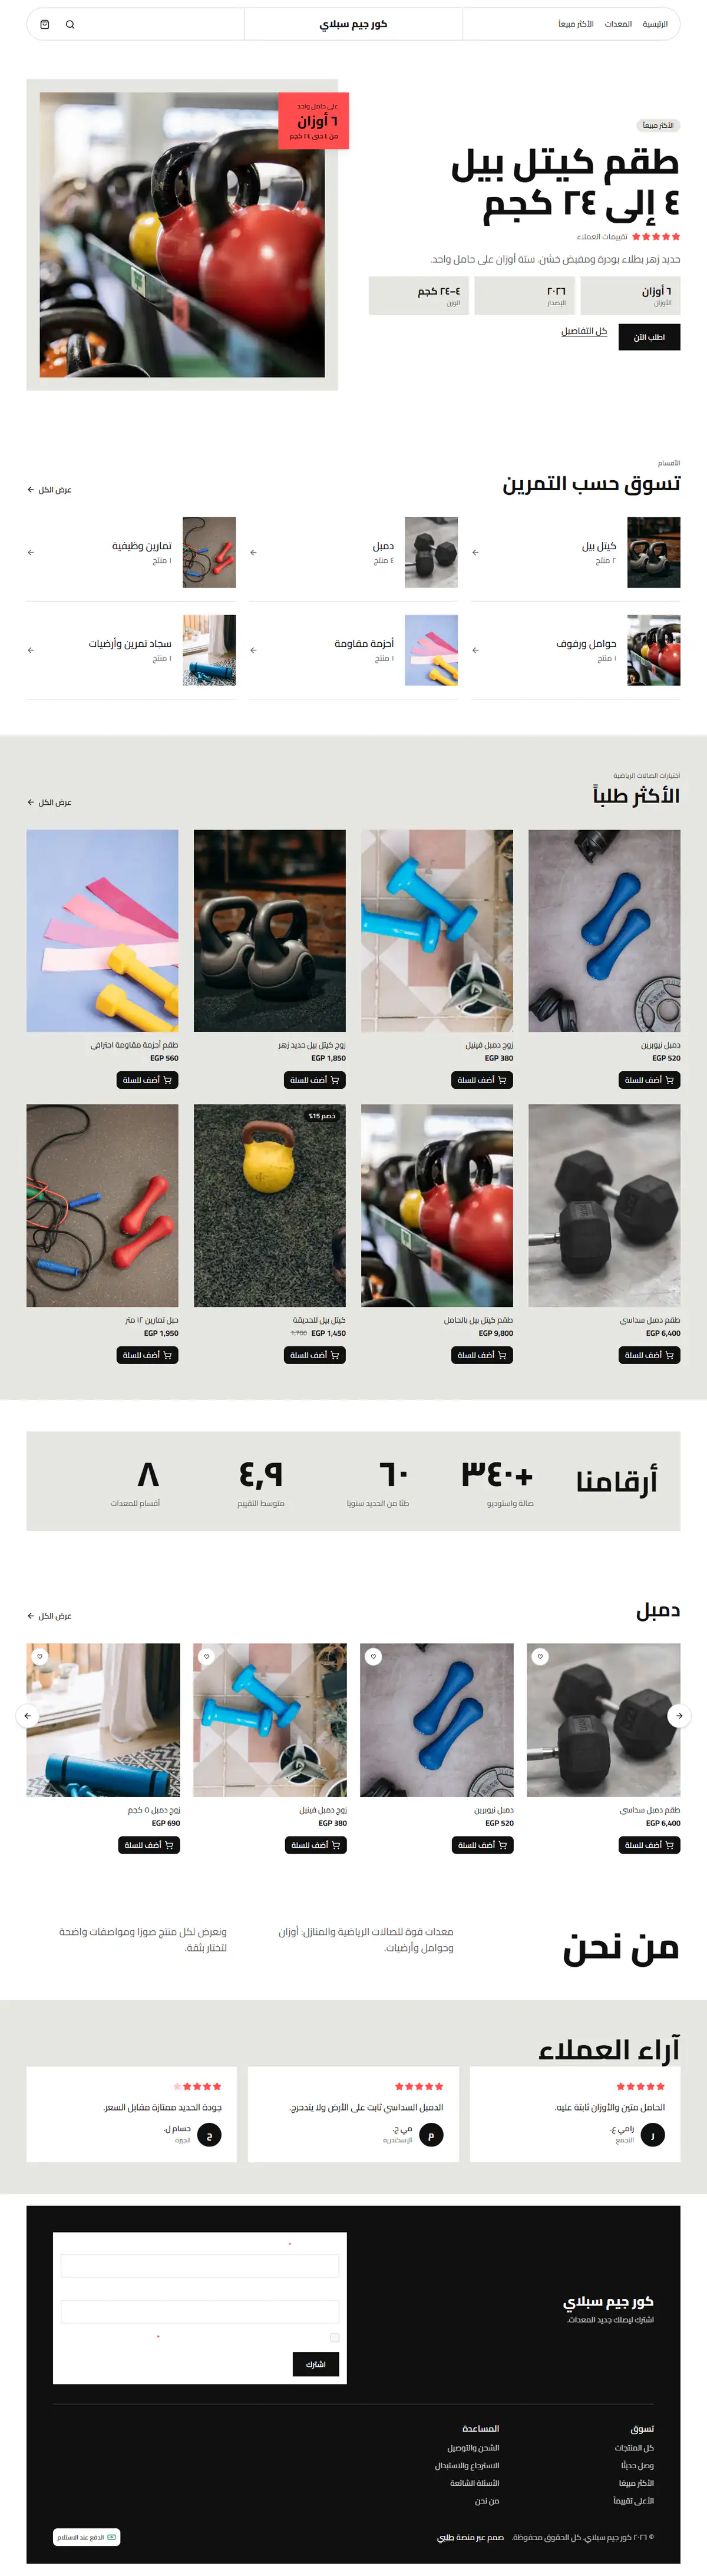 الرئيسية
المعدات
الأكثر مبيعاً
كور جيم سبلاي
الأكثر مبيعاً
طقم كيتل بيل
٤ إلى ٢٤ كجم
تقييمات العملاء
حديد زهر بطلاء بودرة ومقبض خشن. ستة أوزان على حامل واحد.
٦ أوزان
الأوزان
٢٠٢٦
الإصدار
٤–٢٤ كجم
الوزن
اطلب الآن
كل التفاصيل
على حامل واحد
٦ أوزان
من ٤ حتى ٢٤ كجم
الأقسام
تسوق حسب التمرين
عرض الكل
كيتل بيل
٢ منتج
دمبل
٤ منتج
تمارين وظيفية
١ منتج
حوامل ورفوف
١ منتج
أحزمة مقاومة
١ منتج
سجاد تمرين وأرضيات
١ منتج
اختيارات الصالات الرياضية
الأكثر طلباً
عرض الكل
دمبل نيوبرين
EGP 520
أضف للسلة
زوج دمبل فينيل
EGP 380
أضف للسلة
زوج كيتل بيل حديد زهر
EGP 1,850
أضف للسلة
طقم أحزمة مقاومة احترافي
EGP 560
أضف للسلة
طقم دمبل سداسي
EGP 6,400
أضف للسلة
طقم كيتل بيل بالحامل
EGP 9,800
أضف للسلة
خصم 15%
كيتل بيل للحديقة
EGP 1,450 1,700
أضف للسلة
حبل تمارين ١٢ متر
EGP 1,950
أضف للسلة
أرقامنا
+٣٤٠
صالة واستوديو
٦٠
طنًا من الحديد سنويًا
٤,٩
متوسط التقييم
٨
أقسام للمعدات
دمبل
عرض الكل
طقم دمبل سداسي
EGP 6,400
أضف للسلة
دمبل نيوبرين
EGP 520
أضف للسلة
زوج دمبل فينيل
EGP 380
أضف للسلة
زوج دمبل ٥ كجم
EGP 690
أضف للسلة
من نحن
معدات قوة للصالات الرياضية والمنازل: أوزان
وحوامل وأرضيات.
ونعرض لكل منتج صورًا ومواصفات واضحة
لتختار بثقة.
آراء العملاء
الحامل متين والأوزان ثابتة عليه.
ر
رامي ع.
التجمع
الدمبل السداسي ثابت على الأرض ولا يتدحرج.
م
مي ج.
الإسكندرية
جودة الحديد ممتازة مقابل السعر.
ح
حسام ل.
الجيزة
كور جيم سبلاي
اشترك ليصلك جديد المعدات.
*
*
اشترك
تسوق
كل المنتجات
وصل حديثًا
الأكثر مبيعًا
الأعلى تقييماً
المساعدة
الشحن والتوصيل
الاسترجاع والاستبدال
الأسئلة الشائعة
من نحن
© ٢٠٢٦ كور جيم سبلاي. كل الحقوق محفوظة.
صمم عبر منصة طلبي
الدفع عند الاستلام